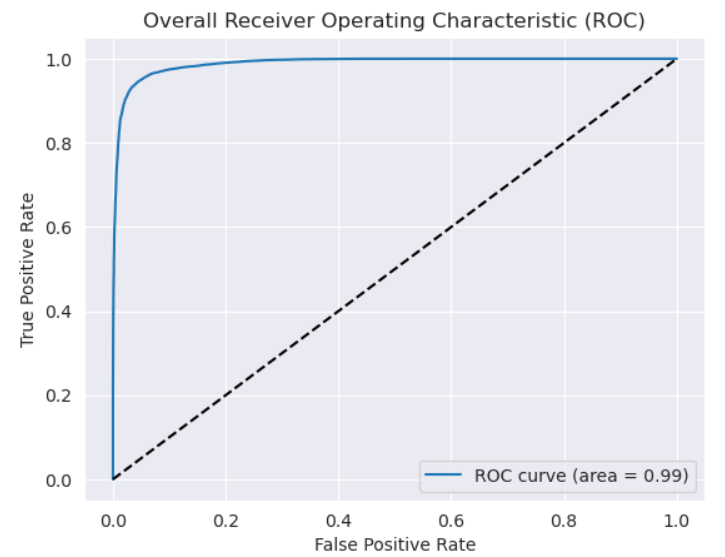 Overall Receiver Operating Characteristic (ROC)
1.0
0.8
0.6
0.4
0.2
0.0
True Positive Rate
ROC curve (area = 0.99)
0.0 0.2 0.4 0.6 0.8 1.0
False Positive Rate